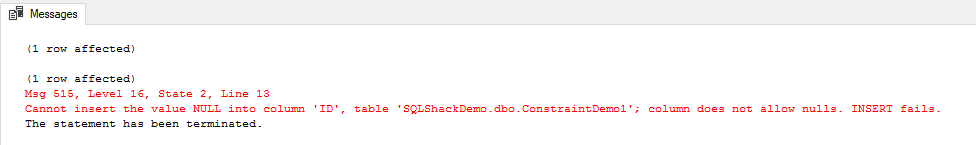 Messages
(1 row affected)
(1 row affected)
Msg 515, Level 16, State 2, Line 13
Cannot insert the value NULL into column 'ID', table 'SQLShackDemo.dbo.ConstraintDemo1'; column does not allow nulls. INSERT fails.
The statement has been terminated.